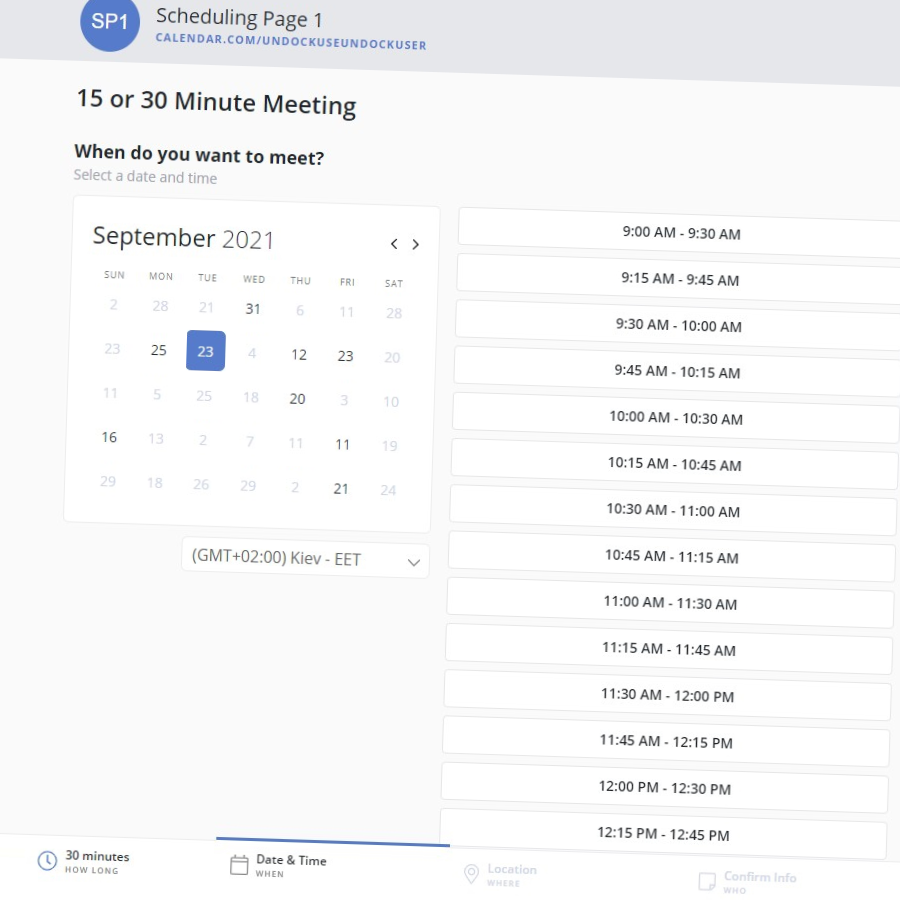 SP1
Scheduling Page 1
CALENDAR.COM/UNDOCKUSEUNDOCKUSER
15 or 30 Minute Meeting
When do you want to meet?
Select a date and time
September 2021
SUN MON TUE WED THU FRI SAT
2 28 21 31 6 11 28
23 25 23 4 12 23 20
11 5 25 18 20 3 10
16 13 2 7 11 11 19
29 18 26 29 2 21 24
(GMT+02:00) Kiev - EET
9:00 AM - 9:30 AM
9:15 AM - 9:45 AM
9:30 AM - 10:00 AM
9:45 AM - 10:15 AM
10:00 AM - 10:30 AM
10:15 AM - 10:45 AM
10:30 AM - 11:00 AM
10:45 AM - 11:15 AM
11:00 AM - 11:30 AM
11:15 AM - 11:45 AM
11:30 AM - 12:00 PM
11:45 AM - 12:15 PM
12:00 PM - 12:30 PM
12:15 PM - 12:45 PM
30 minutes
HOW LONG
Date & Time
WHEN
Location
WHERE
Confirm Info
WHO